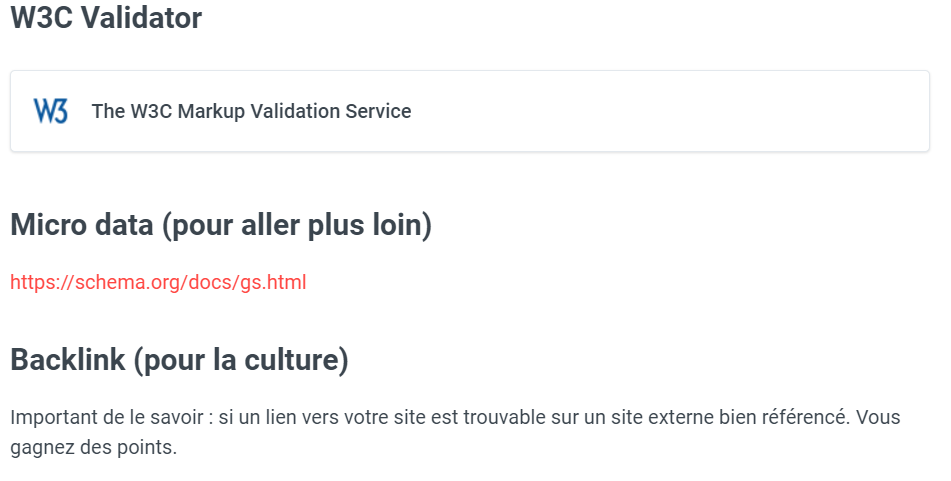 W3C Validator
W3 The W3C Markup Validation Service
Micro data (pour aller plus loin)
https://schema.org/docs/gs.html
Backlink (pour la culture)
Important de le savoir : si un lien vers votre site est trouvable sur un site externe bien référencé. Vous
gagnez des points.